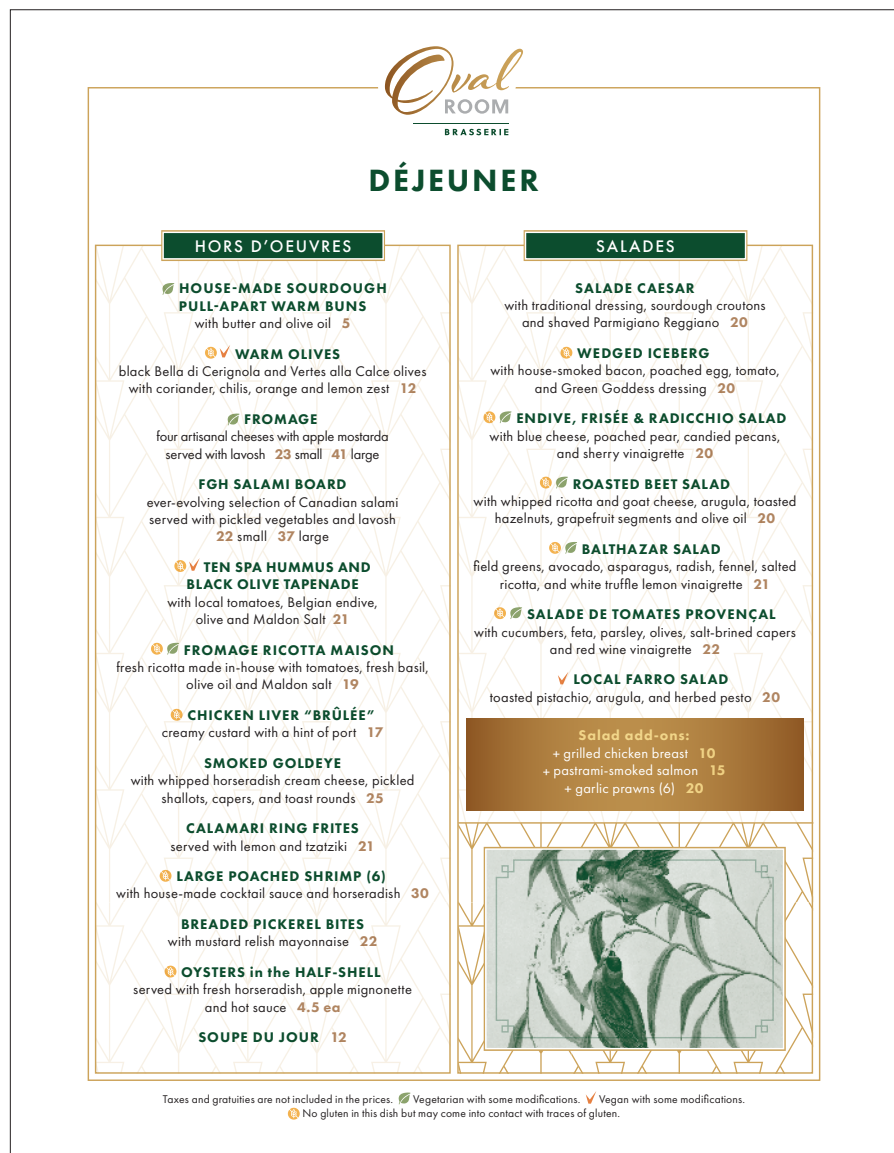 Oval
ROOM
BRASSERIE
DÉJEUNER
HORS D’OEUVRES
HOUSE-MADE SOURDOUGH
PULL-APART WARM BUNS
with butter and olive oil 5
WARM OLIVES
black Bella di Cerignola and Vertes alla Calce olives
with coriander, chilis, orange and lemon zest 12
FROMAGE
four artisanal cheeses with apple mostarda
served with lavosh 23 small 41 large
FGH SALAMI BOARD
ever-evolving selection of Canadian salami
served with pickled vegetables and lavosh
22 small 37 large
TEN SPA HUMMUS AND
BLACK OLIVE TAPENADE
with local tomatoes, Belgian endive,
olive and Maldon Salt 21
FROMAGE RICOTTA MAISON
fresh ricotta made in-house with tomatoes, fresh basil,
olive oil and Maldon salt 19
CHICKEN LIVER “BRÛLÉE”
creamy custard with a hint of port 17
SMOKED GOLDEYE
with whipped horseradish cream cheese, pickled
shallots, capers, and toast rounds 25
CALAMARI RING FRITES
served with lemon and tzatziki 21
LARGE POACHED SHRIMP (6)
with house-made cocktail sauce and horseradish 30
BREADED PICKEREL BITES
with mustard relish mayonnaise 22
OYSTERS in the HALF-SHELL
served with fresh horseradish, apple mignonette
and hot sauce 4.5 ea
SOUPE DU JOUR 12
SALADES
SALADE CAESAR
with traditional dressing, sourdough croutons
and shaved Parmigiano Reggiano 20
WEDGED ICEBERG
with house-smoked bacon, poached egg, tomato,
and Green Goddess dressing 20
ENDIVE, FRISÉE & RADICCHIO SALAD
with blue cheese, poached pear, candied pecans,
and sherry vinaigrette 20
ROASTED BEET SALAD
with whipped ricotta and goat cheese, arugula, toasted
hazelnuts, grapefruit segments and olive oil 20
BALTHAZAR SALAD
field greens, avocado, asparagus, radish, fennel, salted
ricotta, and white truffle lemon vinaigrette 21
SALADE DE TOMATES PROVENÇAL
with cucumbers, feta, parsley, olives, salt-brined capers
and red wine vinaigrette 22
LOCAL FARRO SALAD
toasted pistachio, arugula, and herbed pesto 20
Salad add-ons:
+ grilled chicken breast 10
+ pastrami-smoked salmon 15
+ garlic prawns (6) 20
Taxes and gratuities are not included in the prices. Vegetarian with some modifications. Vegan with some modifications.
No gluten in this dish but may come into contact with traces of gluten.